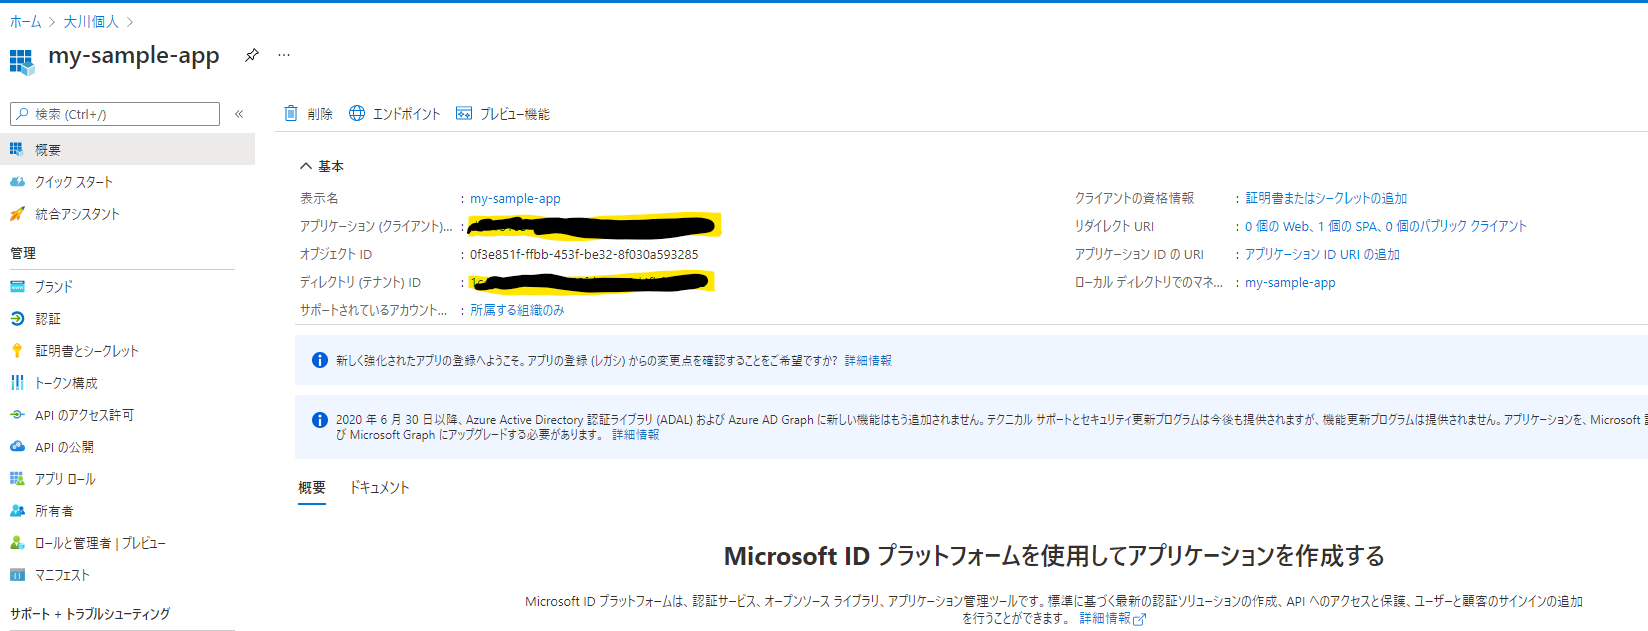 ホーム > 大川個人 >
my-sample-app ...
検索 (Ctrl+/) «
削除 エンドポイント プレビュー機能
概要
クイック スタート
統合アシスタント
管理
ブランド
認証
証明書とシークレット
トークン構成
API のアクセス許可
API の公開
アプリ ロール
所有者
ロールと管理者 | プレビュー
マニフェスト
サポート + トラブルシューティング
基本
表示名 : my-sample-app
アプリケーション (クライアント)... :
オブジェクト ID : 0f3e851f-ffbb-453f-be32-8f030a593285
ディレクトリ (テナント) ID :
サポートされているアカウント... : 所属する組織のみ
クライアントの資格情報 : 証明書またはシークレットの追加
リダイレクト URI : 0 個の Web、1 個の SPA、0 個のパブリック クライアント
アプリケーション ID の URI : アプリケーション ID URI の追加
ローカル ディレクトリでのマネ... : my-sample-app
新しく強化されたアプリの登録へようこそ。アプリの登録 (レガシ) からの変更点を確認することをご希望ですか? 詳細情報
2020 年 6 月 30 日以降、Azure Active Directory 認証ライブラリ (ADAL) および Azure AD Graph に新しい機能はもう追加されません。テクニカル サポートとセキュリティ更新プログラムは今後も提供されますが、機能更新プログラムは提供されません。アプリケーションを、Microsoft
び Microsoft Graph にアップグレードする必要があります。 詳細情報
概要 ドキュメント
Microsoft ID プラットフォームを使用してアプリケーションを作成する
Microsoft ID プラットフォームは、認証サービス、オープンソース ライブラリ、アプリケーション管理ツールです。標準に基づく最新の認証ソリューションの作成、API へのアクセスと保護、ユーザーと顧客のサインインの追加
を行うことができます。 詳細情報